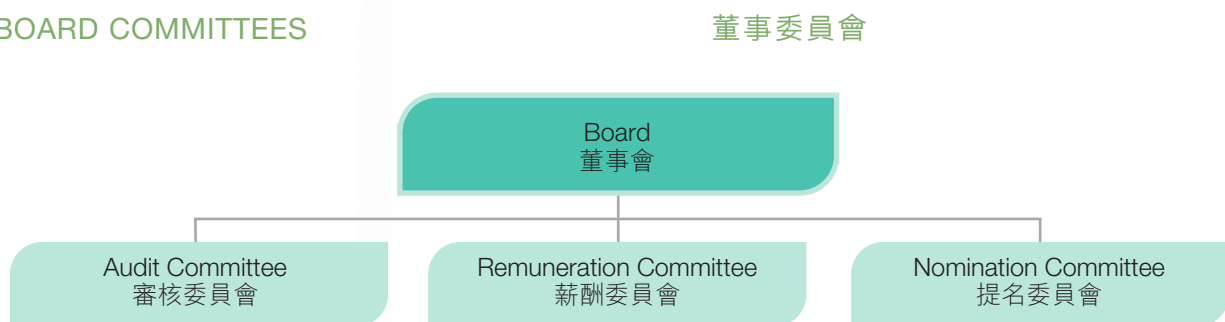 BOARD COMMITTEES
董事委員會
Board
董事會
Audit Committee
審核委員會
Remuneration Committee
薪酬委員會
Nomination Committee
提名委員會